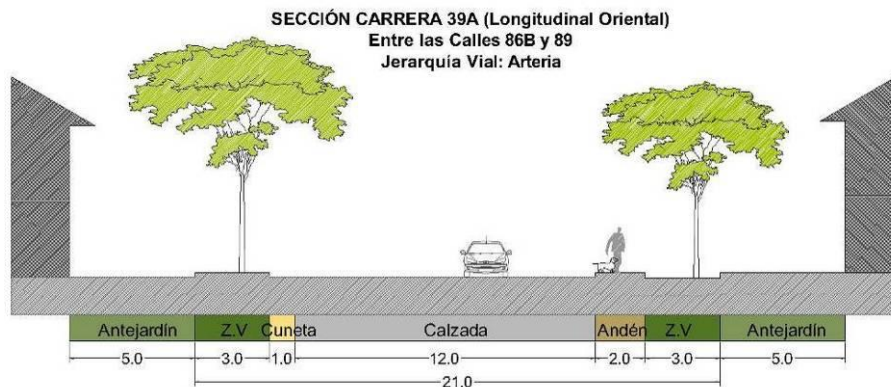 SECCIÓN CARRERA 39A (Longitudinal Oriental)
Entre las Calles 86B y 89
Jerarquía Vial: Arteria
Antejardín Z.V Cuneta Calzada Andén Z.V Antejardín
5.0 3.0 1.0 12.0 2.0 3.0 5.0
21.0